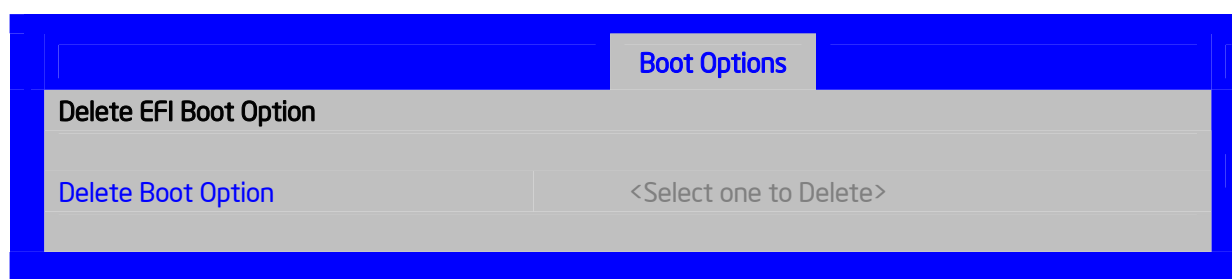 Boot Options
Delete EFI Boot Option
Delete Boot Option <Select one to Delete>